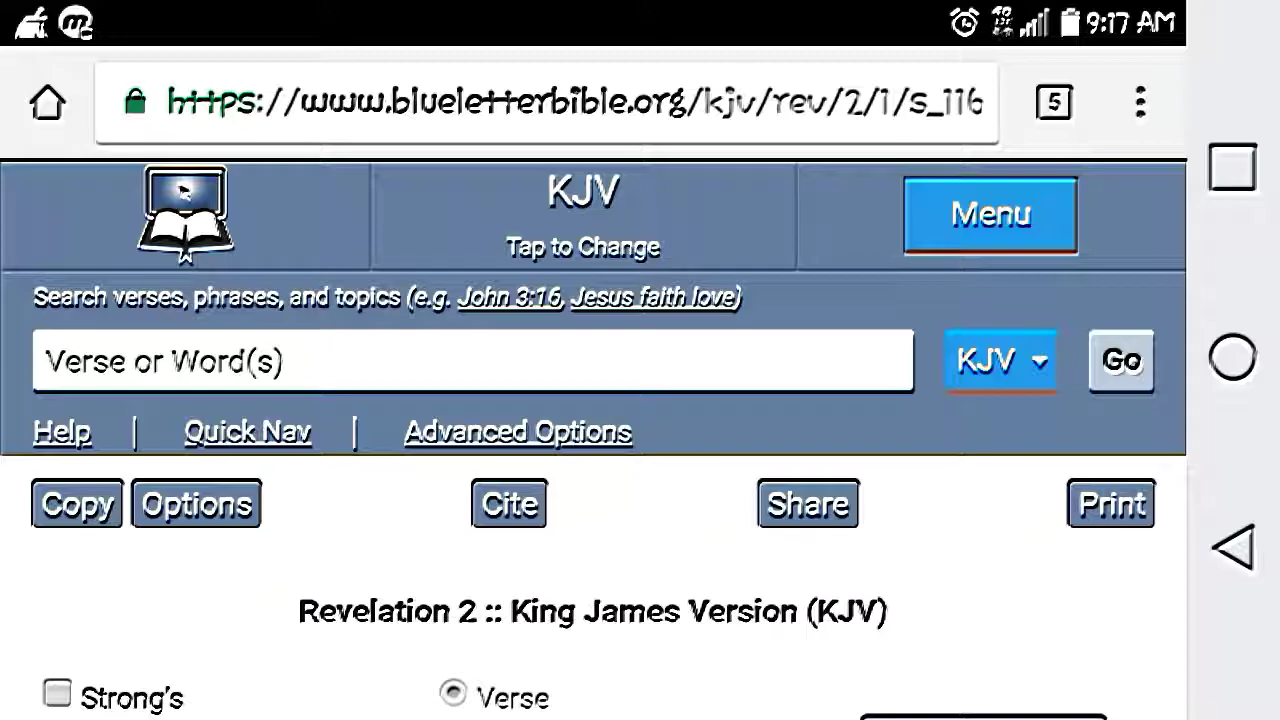 9:17 AM
https://www.blueletterbible.org/kjv/rev/2/1/s_116
5
KJV
Tap to Change
Menu
Search verses, phrases, and topics (e.g. John 3:16, Jesus faith love)
Verse or Word(s)
KJV
Go
Help | Quick Nav | Advanced Options
Copy Options Cite Share Print
Revelation 2 :: King James Version (KJV)
Strong's Verse